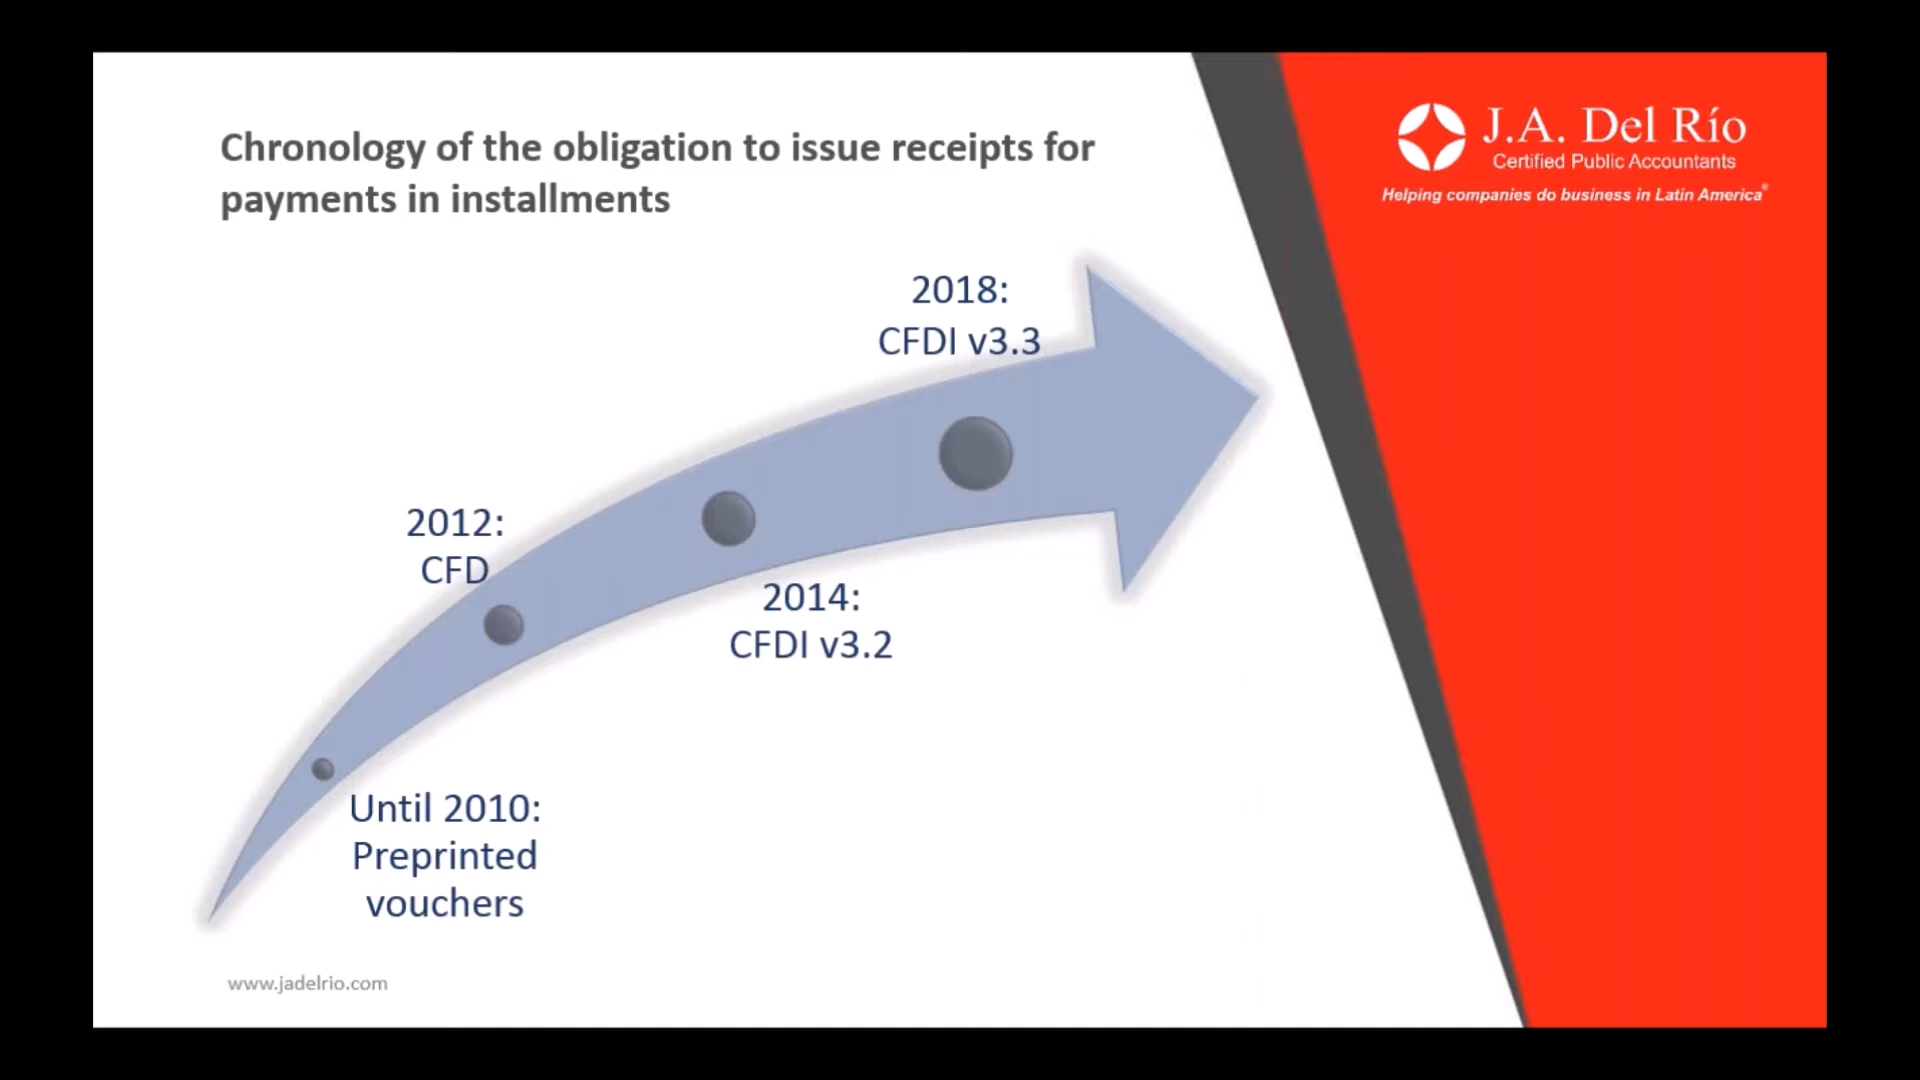 Chronology of the obligation to issue receipts for
payments in installments
J.A. Del Río
Certified Public Accountants
Helping companies do business in Latin America®
2018:
CFDI v3.3
2012:
CFD
2014:
CFDI v3.2
Until 2010:
Preprinted
vouchers
www.jadelrio.com